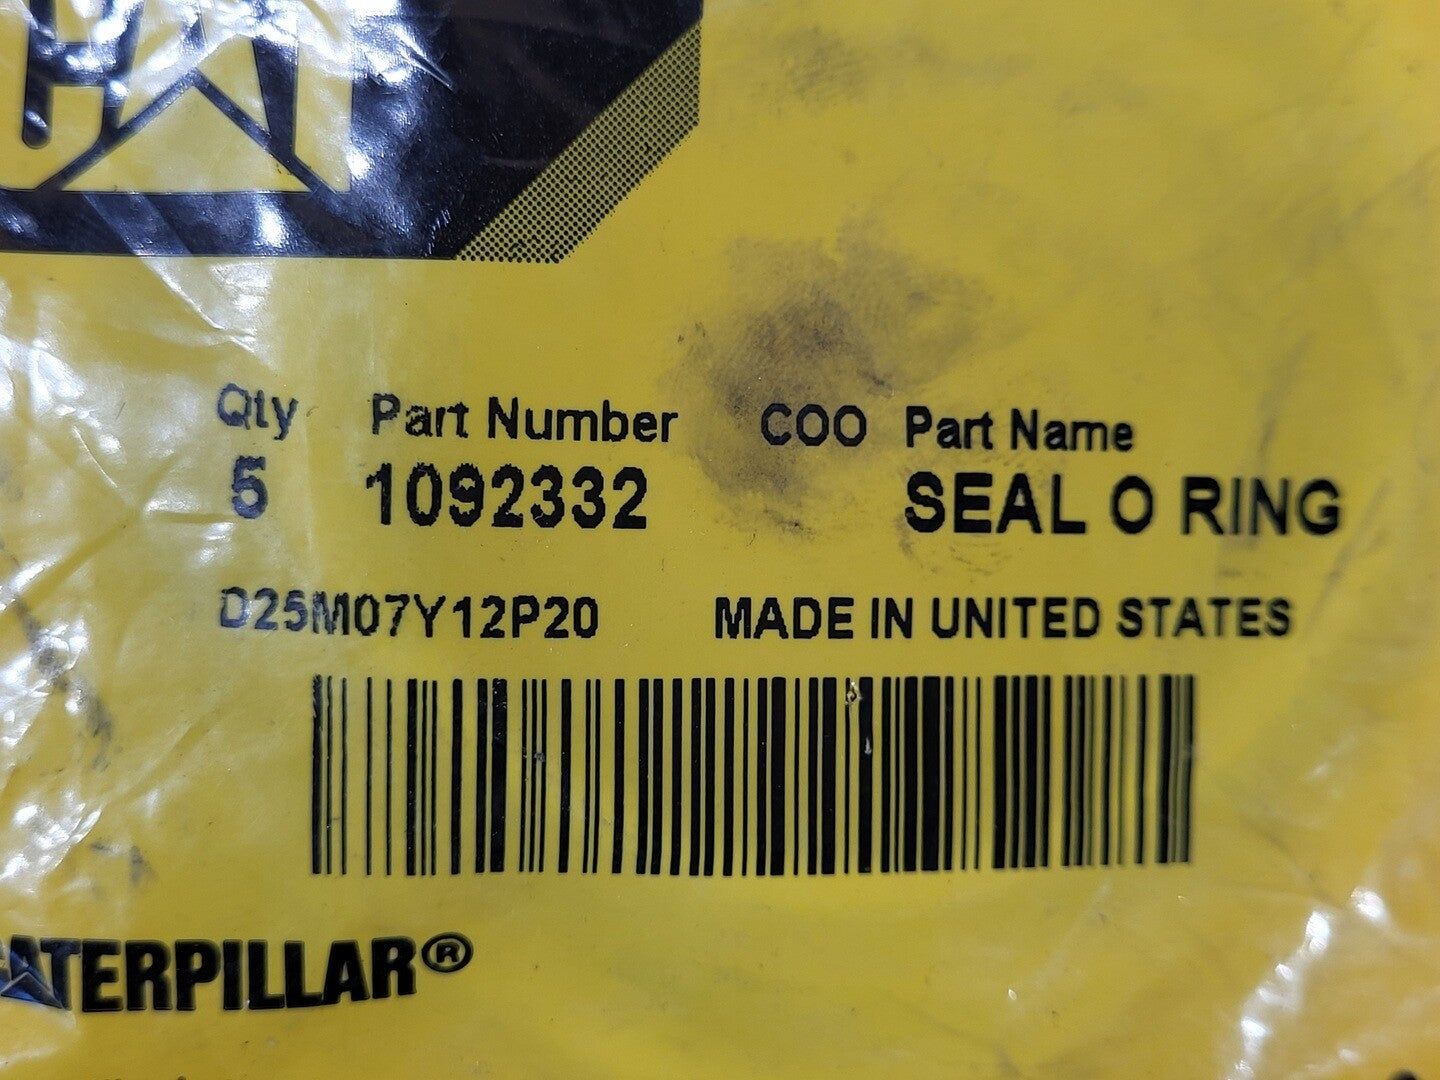 CAT
Qty Part Number COO Part Name
5 1092332 SEAL O RING
D25M07Y12P20 MADE IN UNITED STATES
CATERPILLAR®